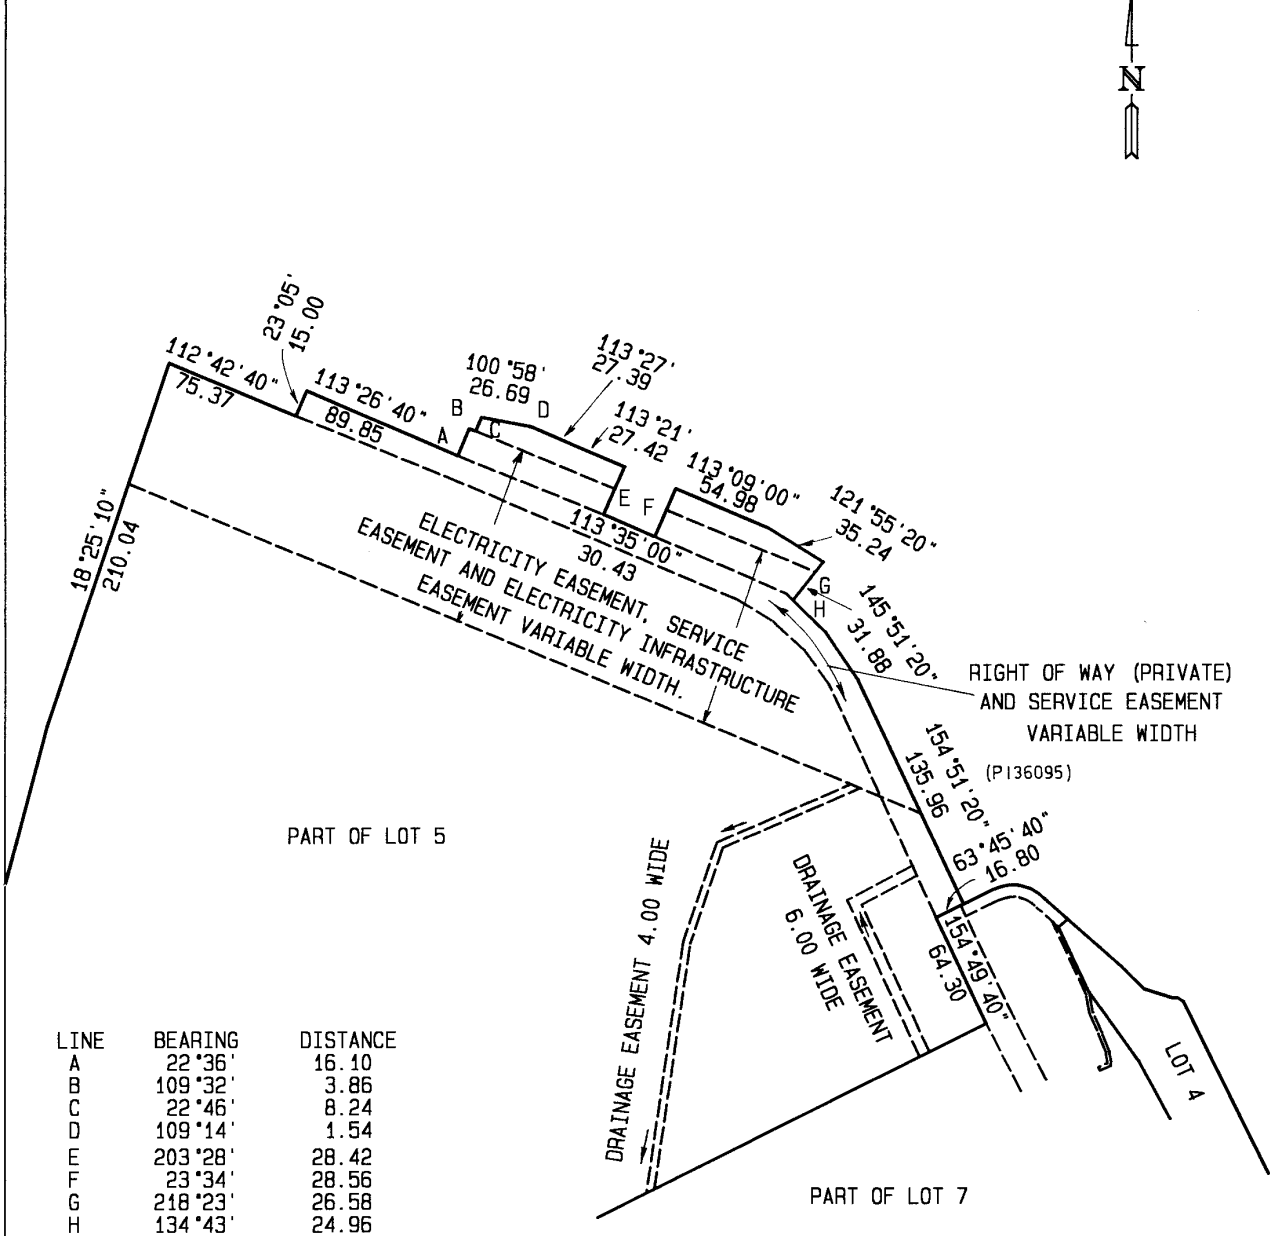 N
23°05'
15.00
112°42'40"
75.37
113°26'40"
89.85
100°58'
26.69
113°27'
27.39
113°21'
27.42
113°09'00"
54.98
121°55'20"
35.24
B
D
C
A
E
F
G
H
113°35'00"
30.43
145°51'20"
31.88
18°25'10"
210.04
ELECTRICITY EASEMENT, SERVICE
EASEMENT AND ELECTRICITY INFRASTRUCTURE
EASEMENT VARIABLE WIDTH.
RIGHT OF WAY (PRIVATE)
AND SERVICE EASEMENT
VARIABLE WIDTH
(P136095)
154°51'20"
135.96
63°45'40"
16.80
PART OF LOT 5
DRAINAGE EASEMENT 4.00 WIDE
DRAINAGE EASEMENT
6.00 WIDE
154°49'40"
64.30
LOT 4
PART OF LOT 7
LINE BEARING DISTANCE
A 22°36' 16.10
B 109°32' 3.86
C 22°46' 8.24
D 109°14' 1.54
E 203°28' 28.42
F 23°34' 28.56
G 218°23' 26.58
H 134°43' 24.96